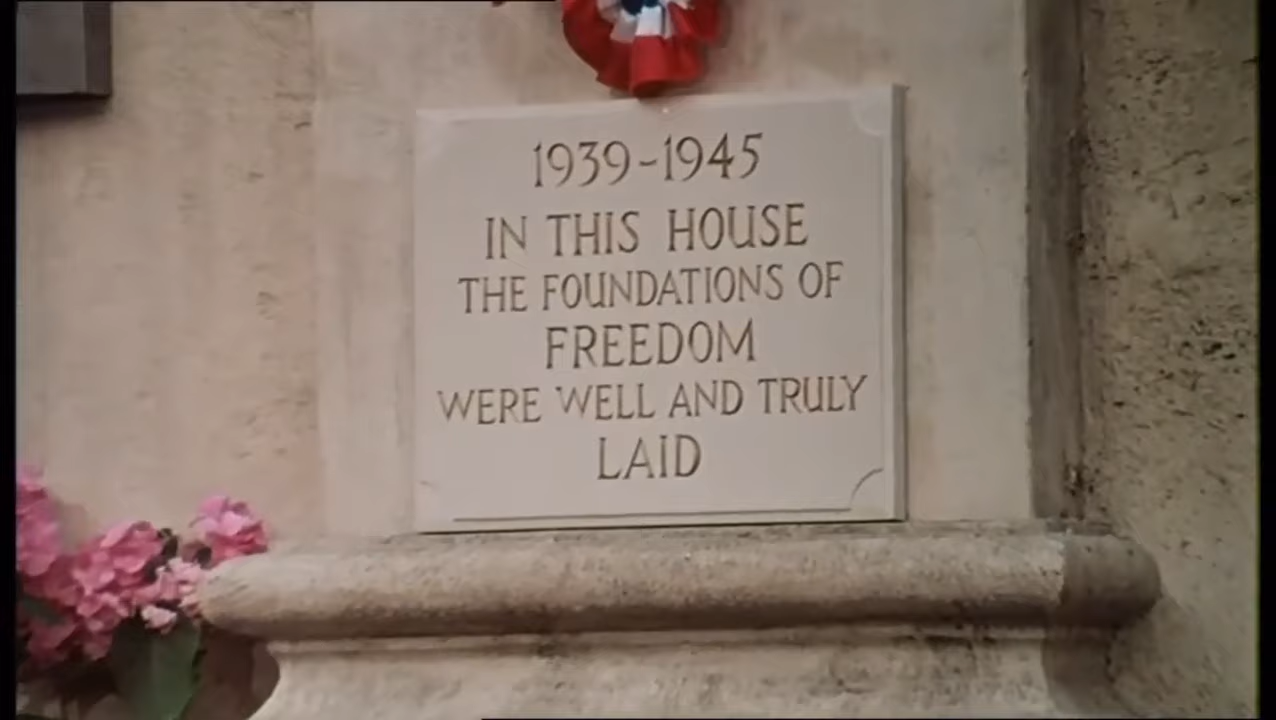 1939-1945
IN THIS HOUSE
THE FOUNDATIONS OF
FREEDOM
WERE WELL AND TRULY
LAID